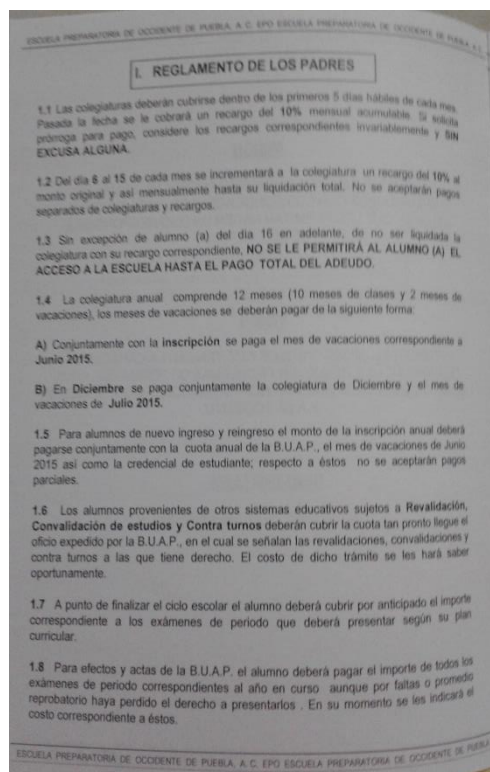 ESCUELA PREPARATORIA DE OCCIDENTE DE PUEBLA, A. C. EPO ESCUELA PREPARATORIA DE OCCIDENTE DE PUEBLA, A.C.
I. REGLAMENTO DE LOS PADRES
1.1 Las colegiaturas deberán cubrirse dentro de los primeros 5 días hábiles de cada mes.
Pasada la fecha se le cobrará un recargo del 10% mensual acumulable. Si solicita
prórroga para pago, considere los recargos correspondientes invariablemente y SIN
EXCUSA ALGUNA.
1.2 Del día 6 al 15 de cada mes se incrementará a la colegiatura un recargo del 10% al
monto original y así mensualmente hasta su liquidación total. No se aceptarán pagos
separados de colegiaturas y recargos.
1.3 Sin excepción de alumno (a) del día 16 en adelante, de no ser liquidada la
colegiatura con su recargo correspondiente, NO SE LE PERMITIRÁ AL ALUMNO (A) EL
ACCESO A LA ESCUELA HASTA EL PAGO TOTAL DEL ADEUDO.
1.4 La colegiatura anual comprende 12 meses (10 meses de clases y 2 meses de
vacaciones), los meses de vacaciones se deberán pagar de la siguiente forma:
A) Conjuntamente con la inscripción se paga el mes de vacaciones correspondiente a
Junio 2015.
B) En Diciembre se paga conjuntamente la colegiatura de Diciembre y el mes de
vacaciones de Julio 2015.
1.5 Para alumnos de nuevo ingreso y reingreso el monto de la inscripción anual deberá
pagarse conjuntamente con la cuota anual de la B.U.A.P., el mes de vacaciones de Junio
2015 así como la credencial de estudiante; respecto a éstos no se aceptarán pagos
parciales.
1.6 Los alumnos provenientes de otros sistemas educativos sujetos a Revalidación,
Convalidación de estudios y Contra turnos deberán cubrir la cuota tan pronto llegue el
oficio expedido por la B.U.A.P., en el cual se señalan las revalidaciones, convalidaciones y
contra turnos a las que tiene derecho. El costo de dicho trámite se les hará saber
oportunamente.
1.7 A punto de finalizar el ciclo escolar el alumno deberá cubrir por anticipado el importe
correspondiente a los exámenes de periodo que deberá presentar según su plan
curricular.
1.8 Para efectos y actas de la B.U.A.P. el alumno deberá pagar el importe de todos los
exámenes de periodo correspondientes al año en curso aunque por faltas o promedio
reprobatorio haya perdido el derecho a presentarlos . En su momento se les indicará el
costo correspondiente a éstos.
ESCUELA PREPARATORIA DE OCCIDENTE DE PUEBLA, A. C. EPO ESCUELA PREPARATORIA DE OCCIDENTE DE PUEBLA